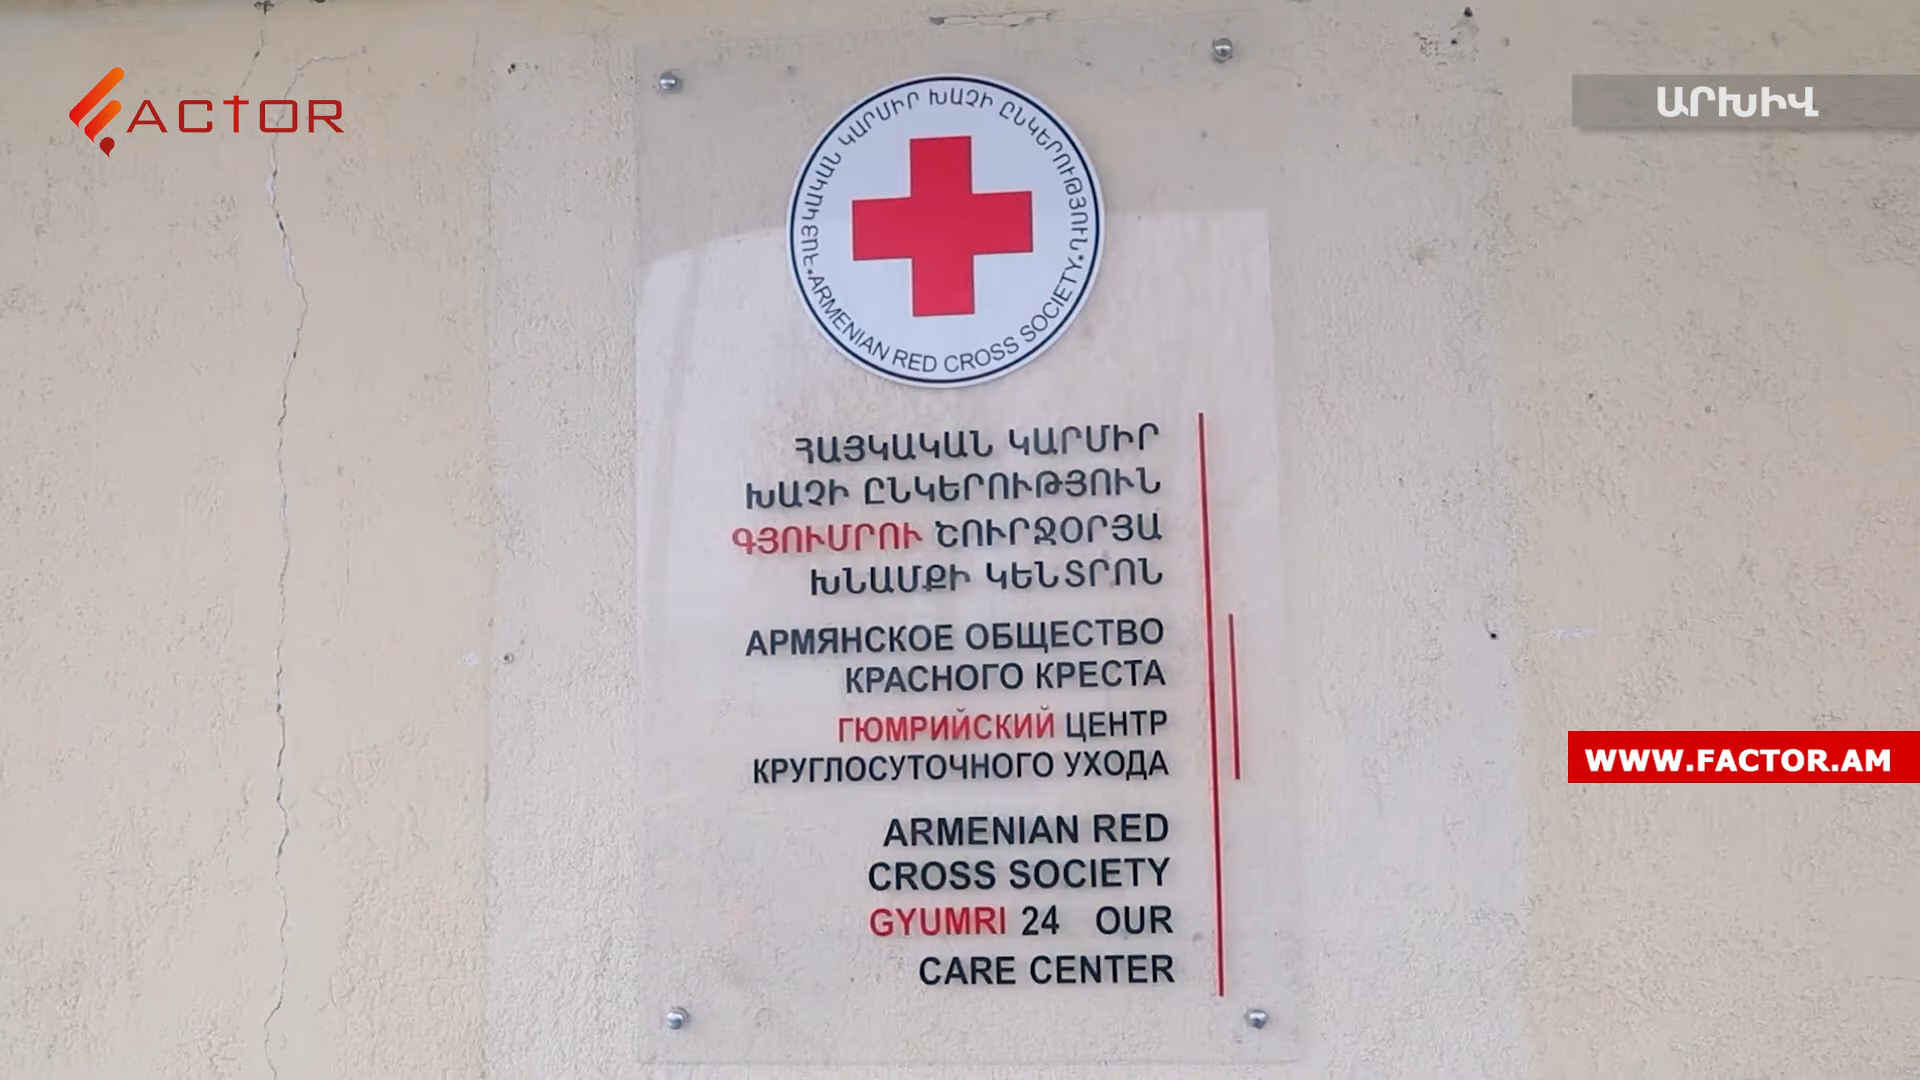 FACTOR
ԱՐԽԻՎ
ՀԱՅԿԱԿԱՆ ԿԱՐՄԻՐ ԽԱՉԻ ԸՆԿԵՐՈՒԹՅՈՒՆ
ARMENIAN RED CROSS SOCIETY
ՀԱՅԿԱԿԱՆ ԿԱՐՄԻՐ
ԽԱՉԻ ԸՆԿԵՐՈՒԹՅՈՒՆ
ԳՅՈՒՄՐՈՒ ՇՈՒՐՋՕՐՅԱ
ԽՆԱՄՔԻ ԿԵՆՏՐՈՆ
АРМЯНСКОЕ ОБЩЕСТВО
КРАСНОГО КРЕСТА
ГЮМРИЙСКИЙ ЦЕНТР
КРУГЛОСУТОЧНОГО УХОДА
WWW.FACTOR.AM
ARMENIAN RED
CROSS SOCIETY
GYUMRI 24 OUR
CARE CENTER